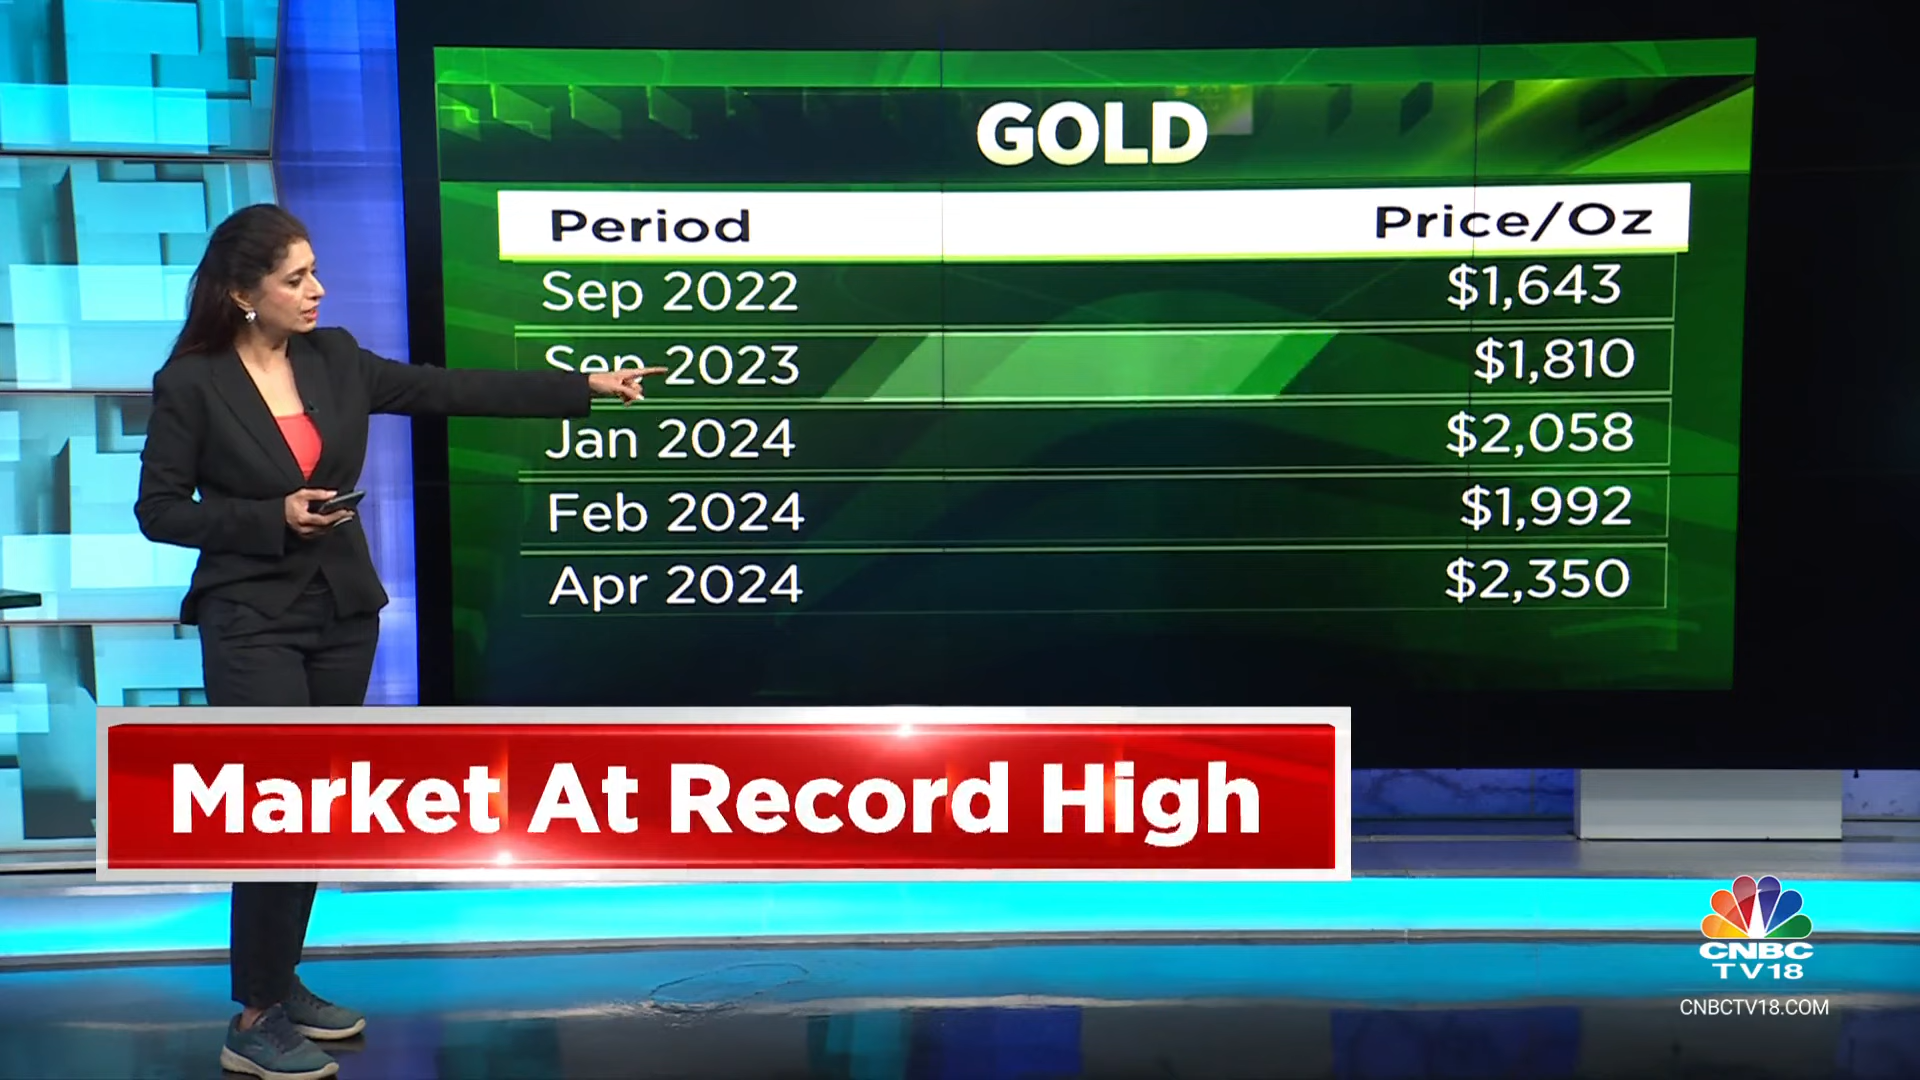 GOLD
Period Price/Oz
Sep 2022 $1,643
Sep 2023 $1,810
Jan 2024 $2,058
Feb 2024 $1,992
Apr 2024 $2,350
Market At Record High
CNBC
TV18
CNBCTV18.COM